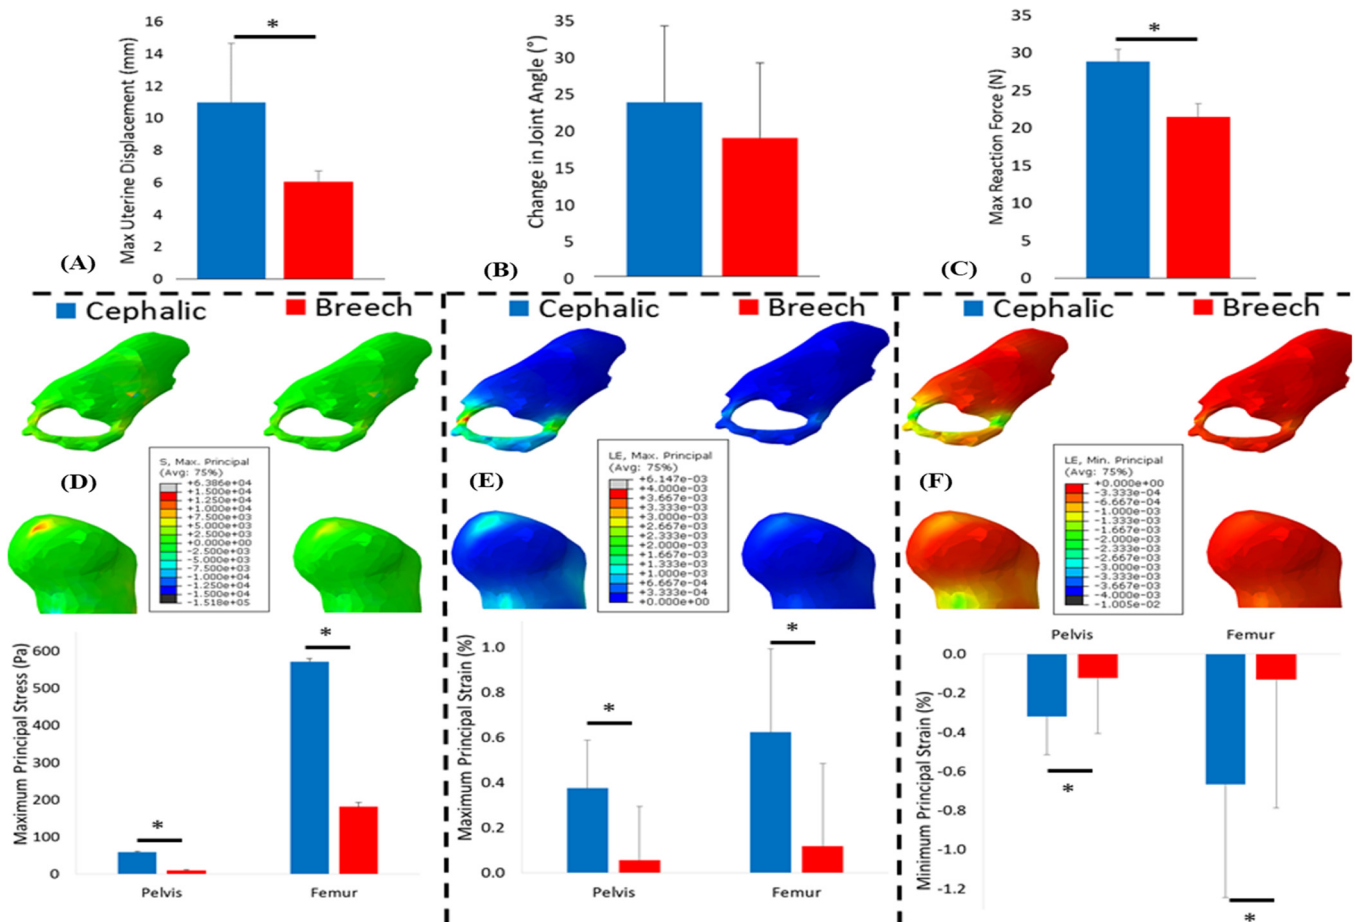 Max Uterine Displacement (mm)
16
14
12
10
8
6
4
2
0
*
(A)
Change in Joint Angle (°)
35
30
25
20
15
10
5
0
(B)
Max Reaction Force (N)
35
30
25
20
15
10
5
0
*
(C)
Cephalic Breech
S, Max. Principal
(Avg: 75%)
+6.386e+04
+1.500e+04
+1.250e+04
+1.000e+04
+7.500e+03
+5.000e+03
+2.500e+03
+0.000e+00
-2.500e+03
-5.000e+03
-7.500e+03
-1.000e+04
-1.250e+04
-1.500e+04
-1.518e+05
(D)
Maximum Principal Stress (Pa)
600
500
400
300
200
100
0
*
*
Pelvis Femur
Cephalic Breech
LE, Max. Principal
(Avg: 75%)
+6.147e-03
+4.000e-03
+3.667e-03
+3.333e-03
+3.000e-03
+2.667e-03
+2.333e-03
+2.000e-03
+1.667e-03
+1.333e-03
+1.000e-03
+6.667e-04
+3.333e-04
+0.000e+00
(E)
Maximum Principal Strain (%)
1.0
0.8
0.6
0.4
0.2
0.0
*
*
Pelvis Femur
Cephalic Breech
LE, Min. Principal
(Avg: 75%)
+0.000e+00
-3.333e-04
-6.667e-04
-1.000e-03
-1.333e-03
-1.667e-03
-2.000e-03
-2.333e-03
-2.667e-03
-3.000e-03
-3.333e-03
-3.667e-03
-4.000e-03
-1.005e-02
(F)
Pelvis Femur
Minimum Principal Strain (%)
0.0
-0.2
-0.4
-0.6
-0.8
-1.0
-1.2
*
*